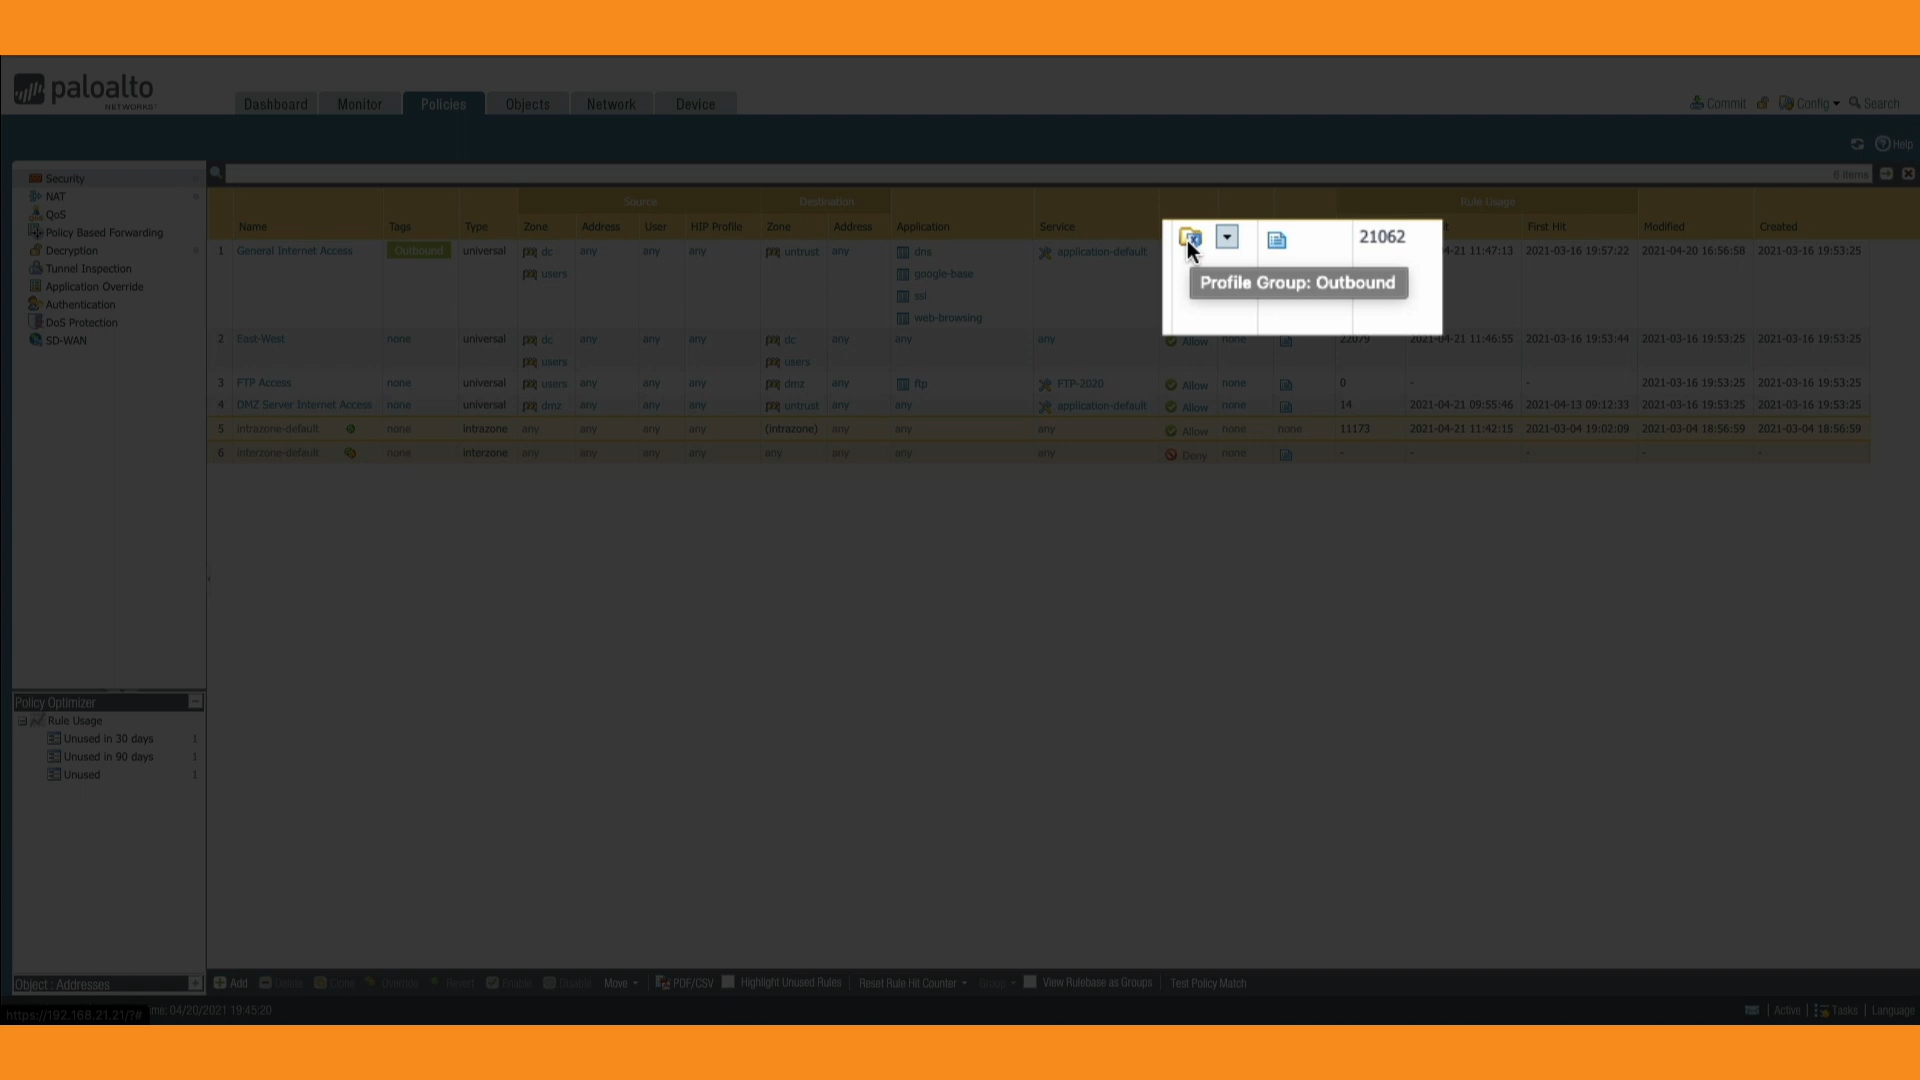 paloalto
NETWORKS
Dashboard Monitor Policies Objects Network Device
Commit Config Search
Help
6 items
Security
NAT
QoS
Policy Based Forwarding
Decryption
Tunnel Inspection
Application Override
Authentication
DoS Protection
SD-WAN
Source Destination Rule Usage
Name Tags Type Zone Address User HIP Profile Zone Address Application Service First Hit Modified Created
1 General Internet Access Outbound universal dc any any any untrust any dns application-default 21062 04-21 11:47:13 2021-03-16 19:57:22 2021-04-20 16:56:58 2021-03-16 19:53:25
users google-base
ssl
web-browsing
Profile Group: Outbound
2 East-West none universal dc any any any dc any any any Allow none 22079 2021-04-21 11:46:55 2021-03-16 19:53:44 2021-03-16 19:53:25 2021-03-16 19:53:25
users users
3 FTP Access none universal users any any any dmz any ftp FTP-2020 Allow none 0 - - 2021-03-16 19:53:25 2021-03-16 19:53:25
4 DMZ Server Internet Access none universal dmz any any any untrust any any application-default Allow none 14 2021-04-21 09:55:46 2021-04-13 09:12:33 2021-03-16 19:53:25 2021-03-16 19:53:25
5 intrazone-default none intrazone any any any any (intrazone) any any any Allow none none 11173 2021-04-21 11:42:15 2021-03-04 19:02:09 2021-03-04 18:56:59 2021-03-04 18:56:59
6 interzone-default none interzone any any any any any any any any Deny none - - - - -
Policy Optimizer
Rule Usage
Unused in 30 days 1
Unused in 90 days 1
Unused 1
Object : Addresses
Add Delete Clone Override Revert Enable Disable Move PDF/CSV Highlight Unused Rules Reset Rule Hit Counter Group View Rulebase as Groups Test Policy Match
https://192.168.21.21/?# me: 04/20/2021 19:45:20
Active | Tasks | Language